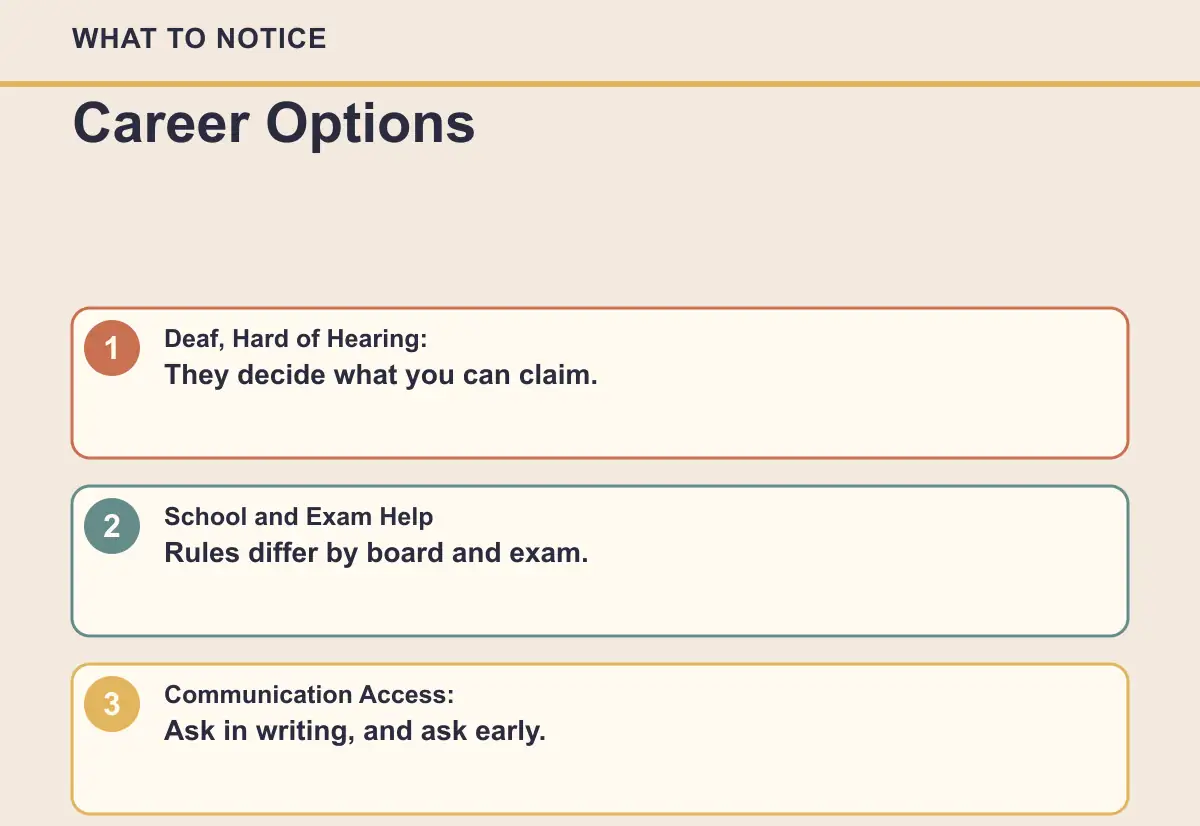 WHAT TO NOTICE
Career Options
1
Deaf, Hard of Hearing:
They decide what you can claim.
2
School and Exam Help
Rules differ by board and exam.
3
Communication Access:
Ask in writing, and ask early.